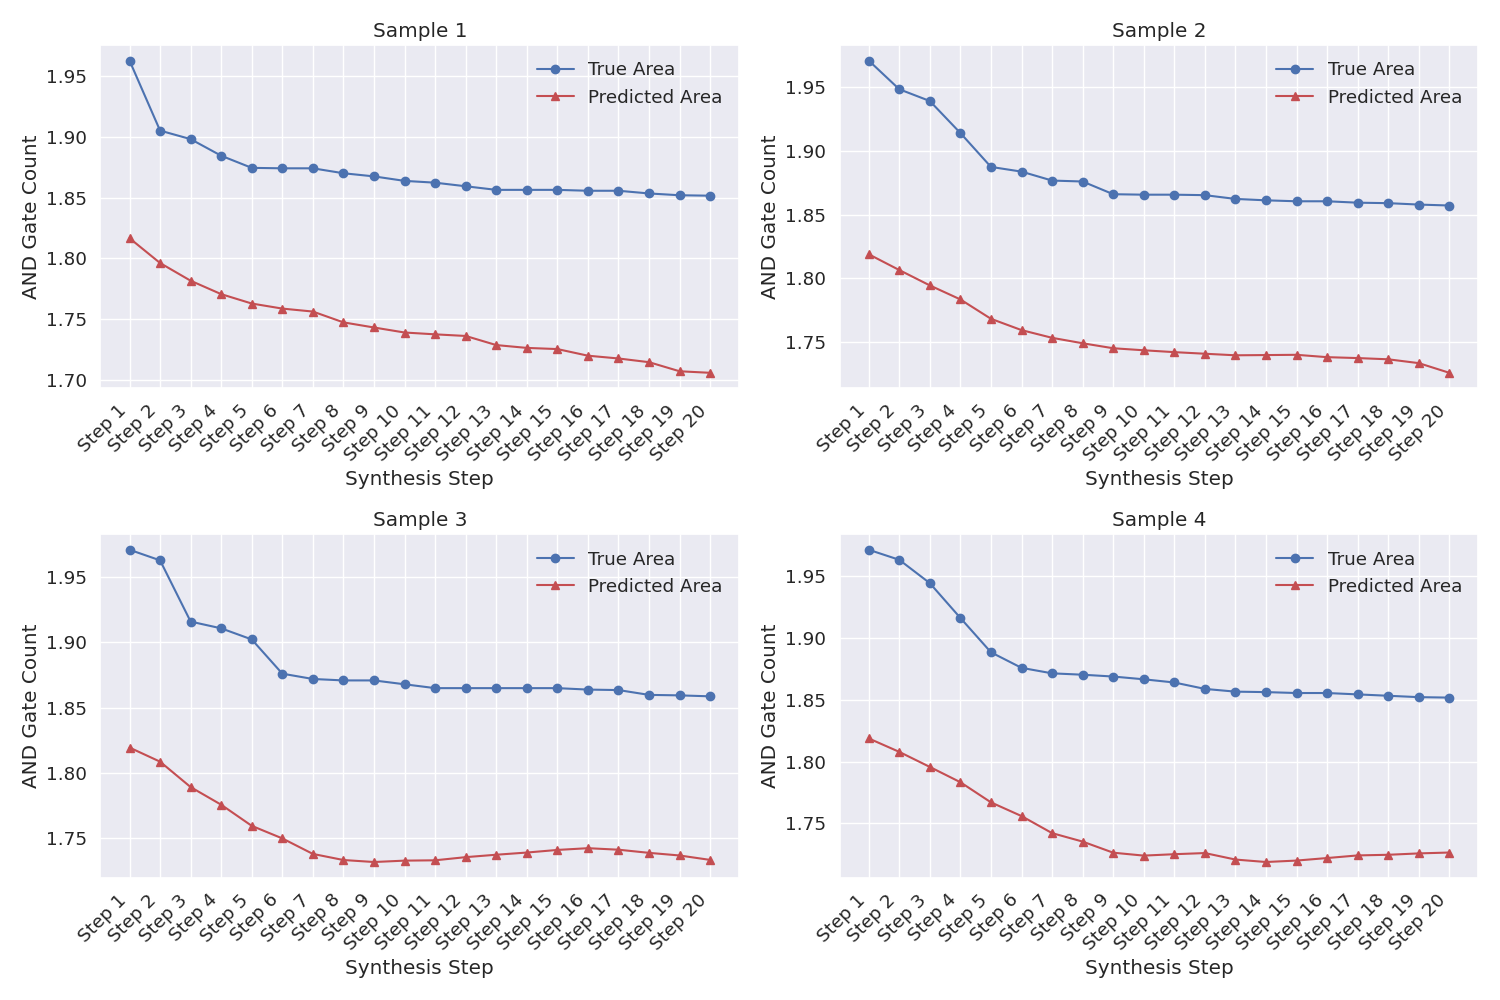 Sample 1
True Area
Predicted Area
AND Gate Count
1.95
1.90
1.85
1.80
1.75
1.70
Step 1
Step 2
Step 3
Step 4
Step 5
Step 6
Step 7
Step 8
Step 9
Step 10
Step 11
Step 12
Step 13
Step 14
Step 15
Step 16
Step 17
Step 18
Step 19
Step 20
Synthesis Step
Sample 2
True Area
Predicted Area
AND Gate Count
1.95
1.90
1.85
1.80
1.75
Step 1
Step 2
Step 3
Step 4
Step 5
Step 6
Step 7
Step 8
Step 9
Step 10
Step 11
Step 12
Step 13
Step 14
Step 15
Step 16
Step 17
Step 18
Step 19
Step 20
Synthesis Step
Sample 3
True Area
Predicted Area
AND Gate Count
1.95
1.90
1.85
1.80
1.75
Step 1
Step 2
Step 3
Step 4
Step 5
Step 6
Step 7
Step 8
Step 9
Step 10
Step 11
Step 12
Step 13
Step 14
Step 15
Step 16
Step 17
Step 18
Step 19
Step 20
Synthesis Step
Sample 4
True Area
Predicted Area
AND Gate Count
1.95
1.90
1.85
1.80
1.75
Step 1
Step 2
Step 3
Step 4
Step 5
Step 6
Step 7
Step 8
Step 9
Step 10
Step 11
Step 12
Step 13
Step 14
Step 15
Step 16
Step 17
Step 18
Step 19
Step 20
Synthesis Step